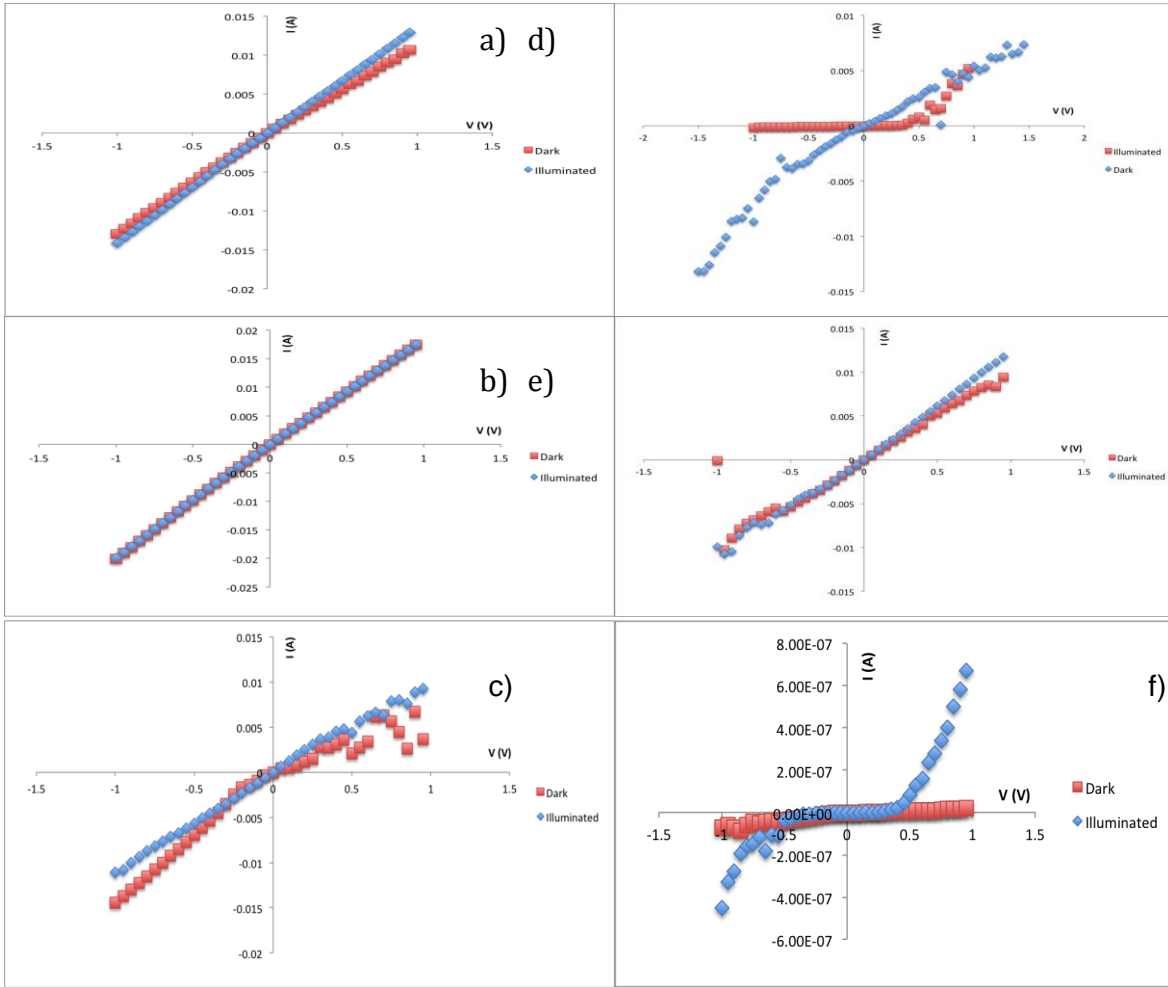 0.015
I (A)
0.01
0.005
0
-1.5
-1
-0.5
0
0.5
1
1.5
V (V)
-0.005
-0.01
-0.015
-0.02
Dark
Illuminated
a) d)
0.01
I (A)
0.005
V (V)
0
-2
-1.5
-1
-0.5
0
0.5
1
1.5
2
-0.005
-0.01
-0.015
Illuminated
Dark
0.02
I (A)
0.015
0.01
0.005
0
V (V)
-1.5
-1
-0.5
0
0.5
1
1.5
-0.005
-0.01
-0.015
-0.02
-0.025
Dark
Illuminated
b) e)
0.015
I (A)
0.01
0.005
V (V)
0
-1.5
-1
-0.5
0
0.5
1
1.5
-0.005
-0.01
-0.015
Dark
Illuminated
0.015
I (A)
0.01
0.005
V (V)
0
-1.5
-1
-0.5
0
0.5
1
1.5
-0.005
-0.01
-0.015
-0.02
Dark
Illuminated
c)
8.00E-07
I (A)
6.00E-07
4.00E-07
2.00E-07
V (V)
0.00E+00
-1.5
-1
-0.5
0
0.5
1
1.5
-2.00E-07
-4.00E-07
-6.00E-07
Dark
Illuminated
f)